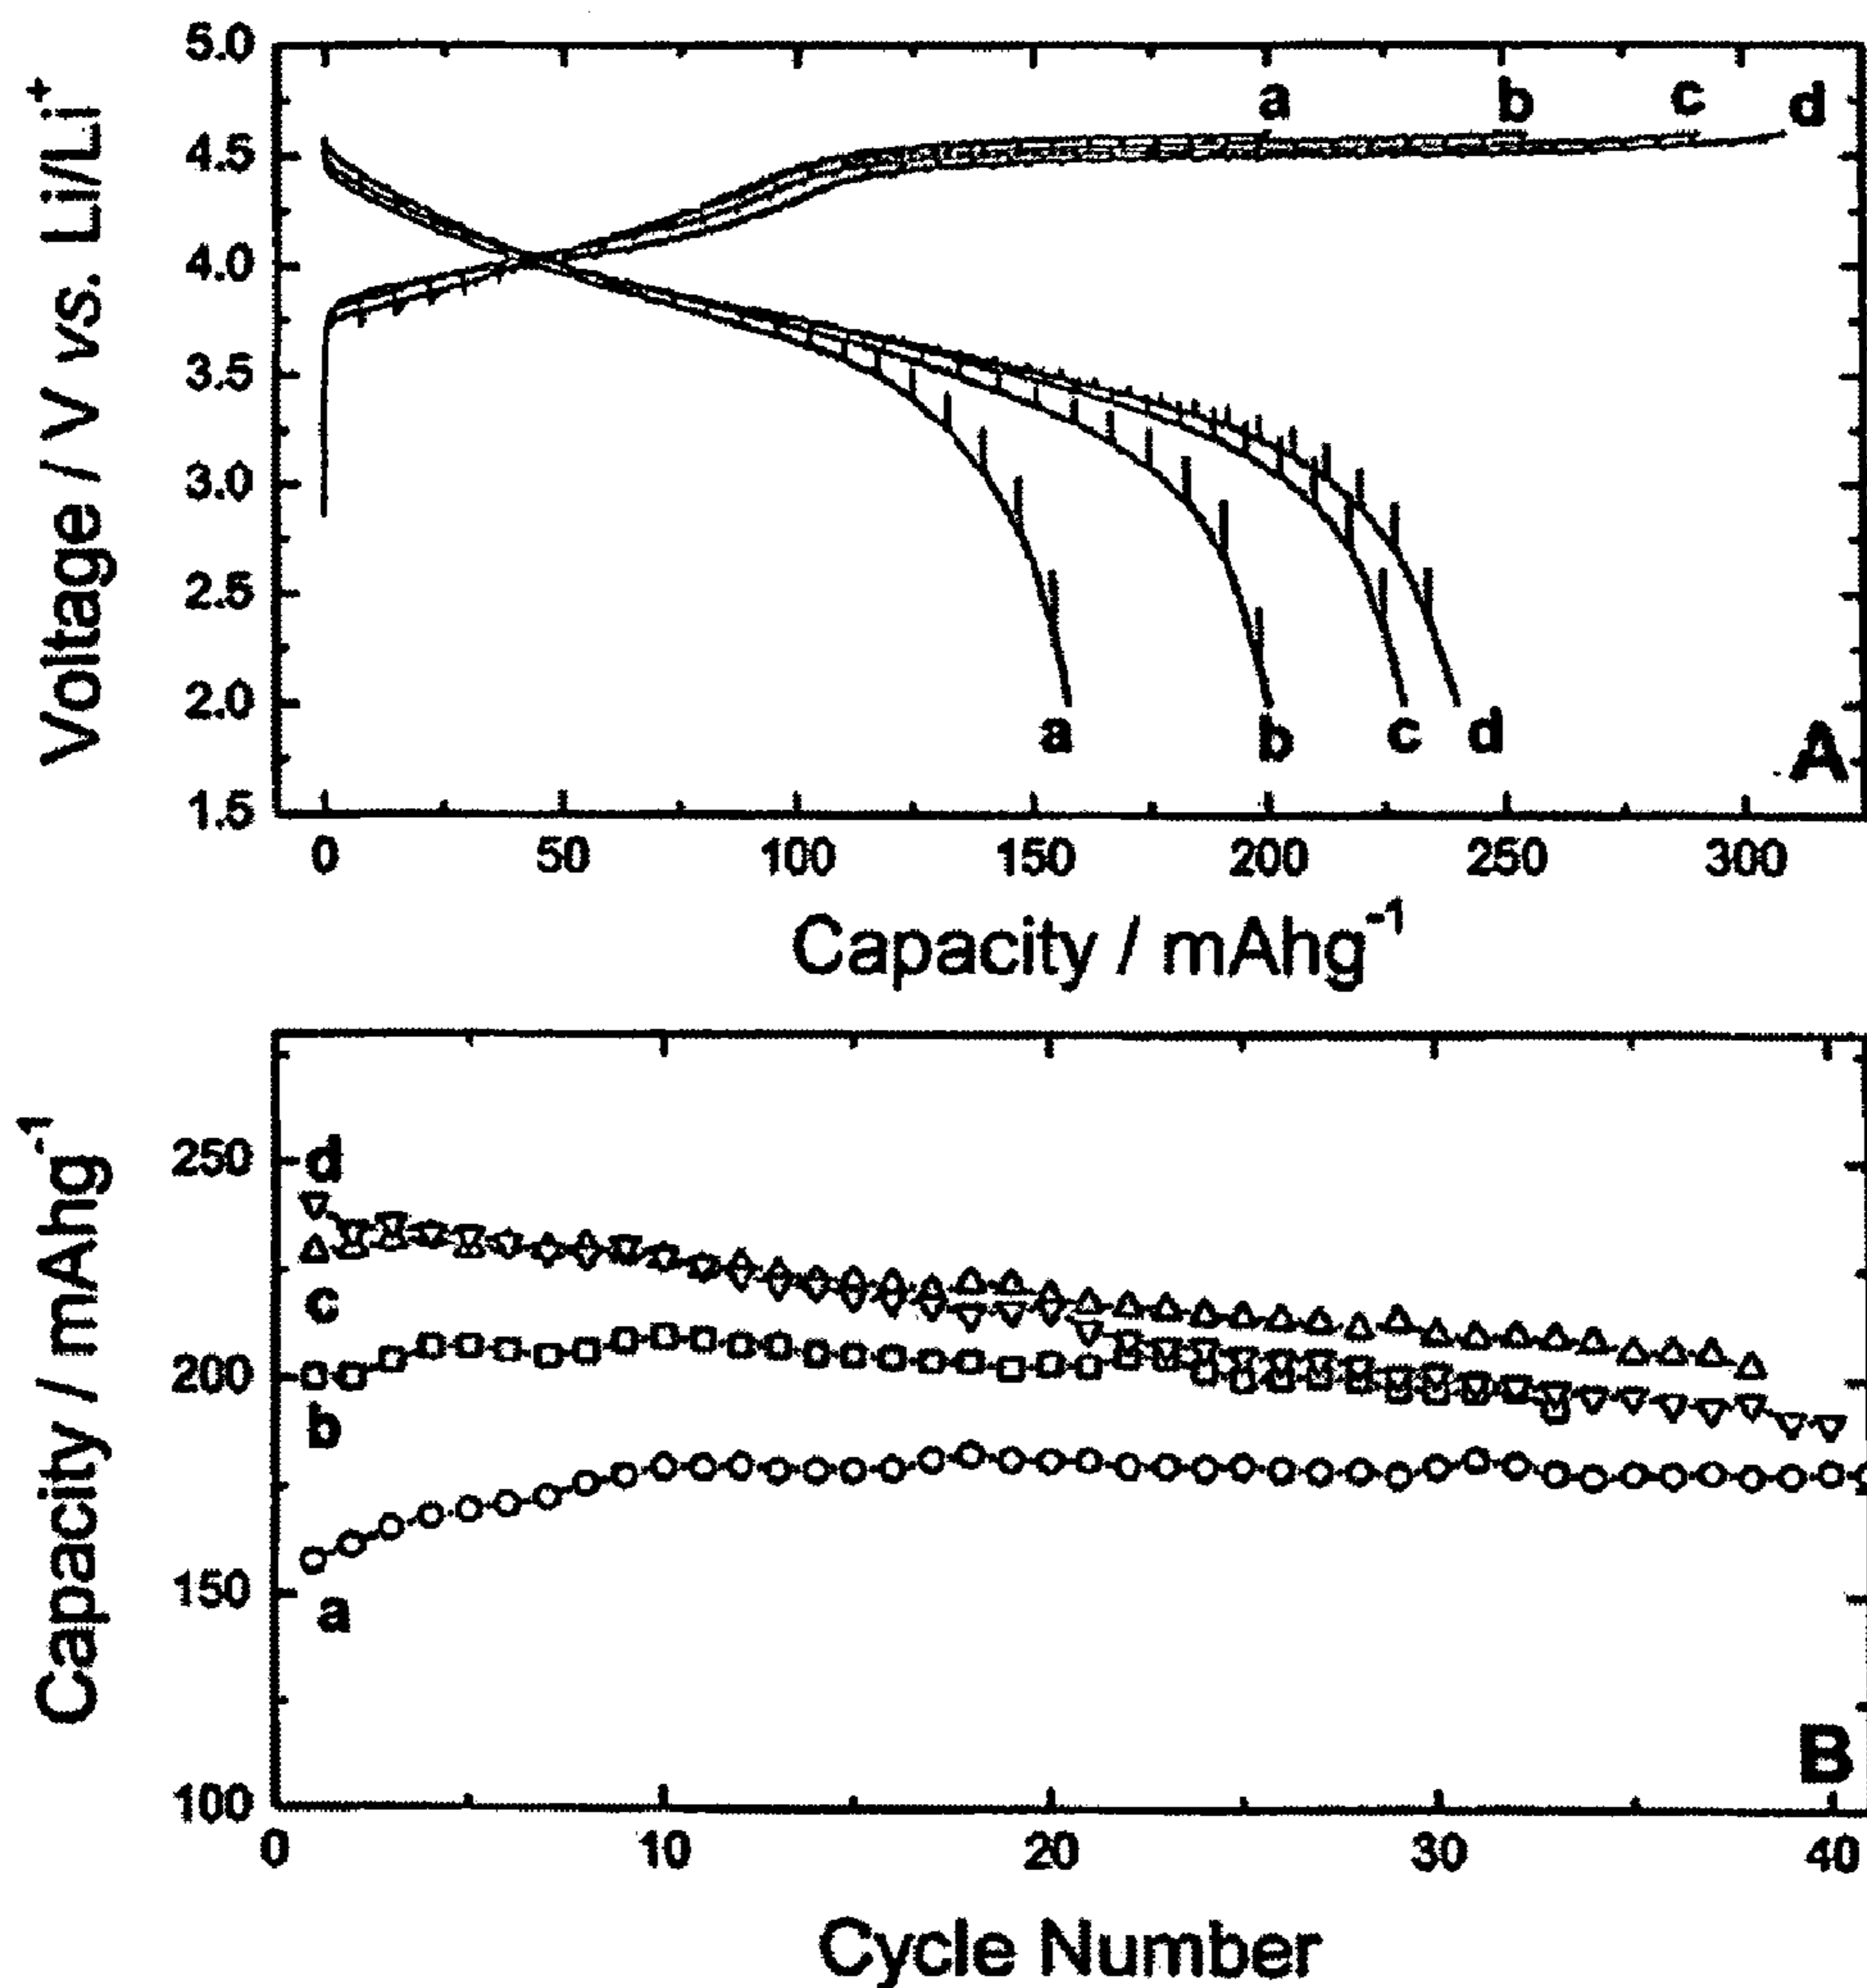 5.0
4.5
4.0
3.5
3.0
2.5
2.0
1.5
Voltage / V vs. Li/Li⁺
a b c d
a b c d
A
0 50 100 150 200 250 300
Capacity / mAhg⁻¹
250
200
150
100
Capacity / mAhg⁻¹
d
c
b
a
B
0 10 20 30 40
Cycle Number